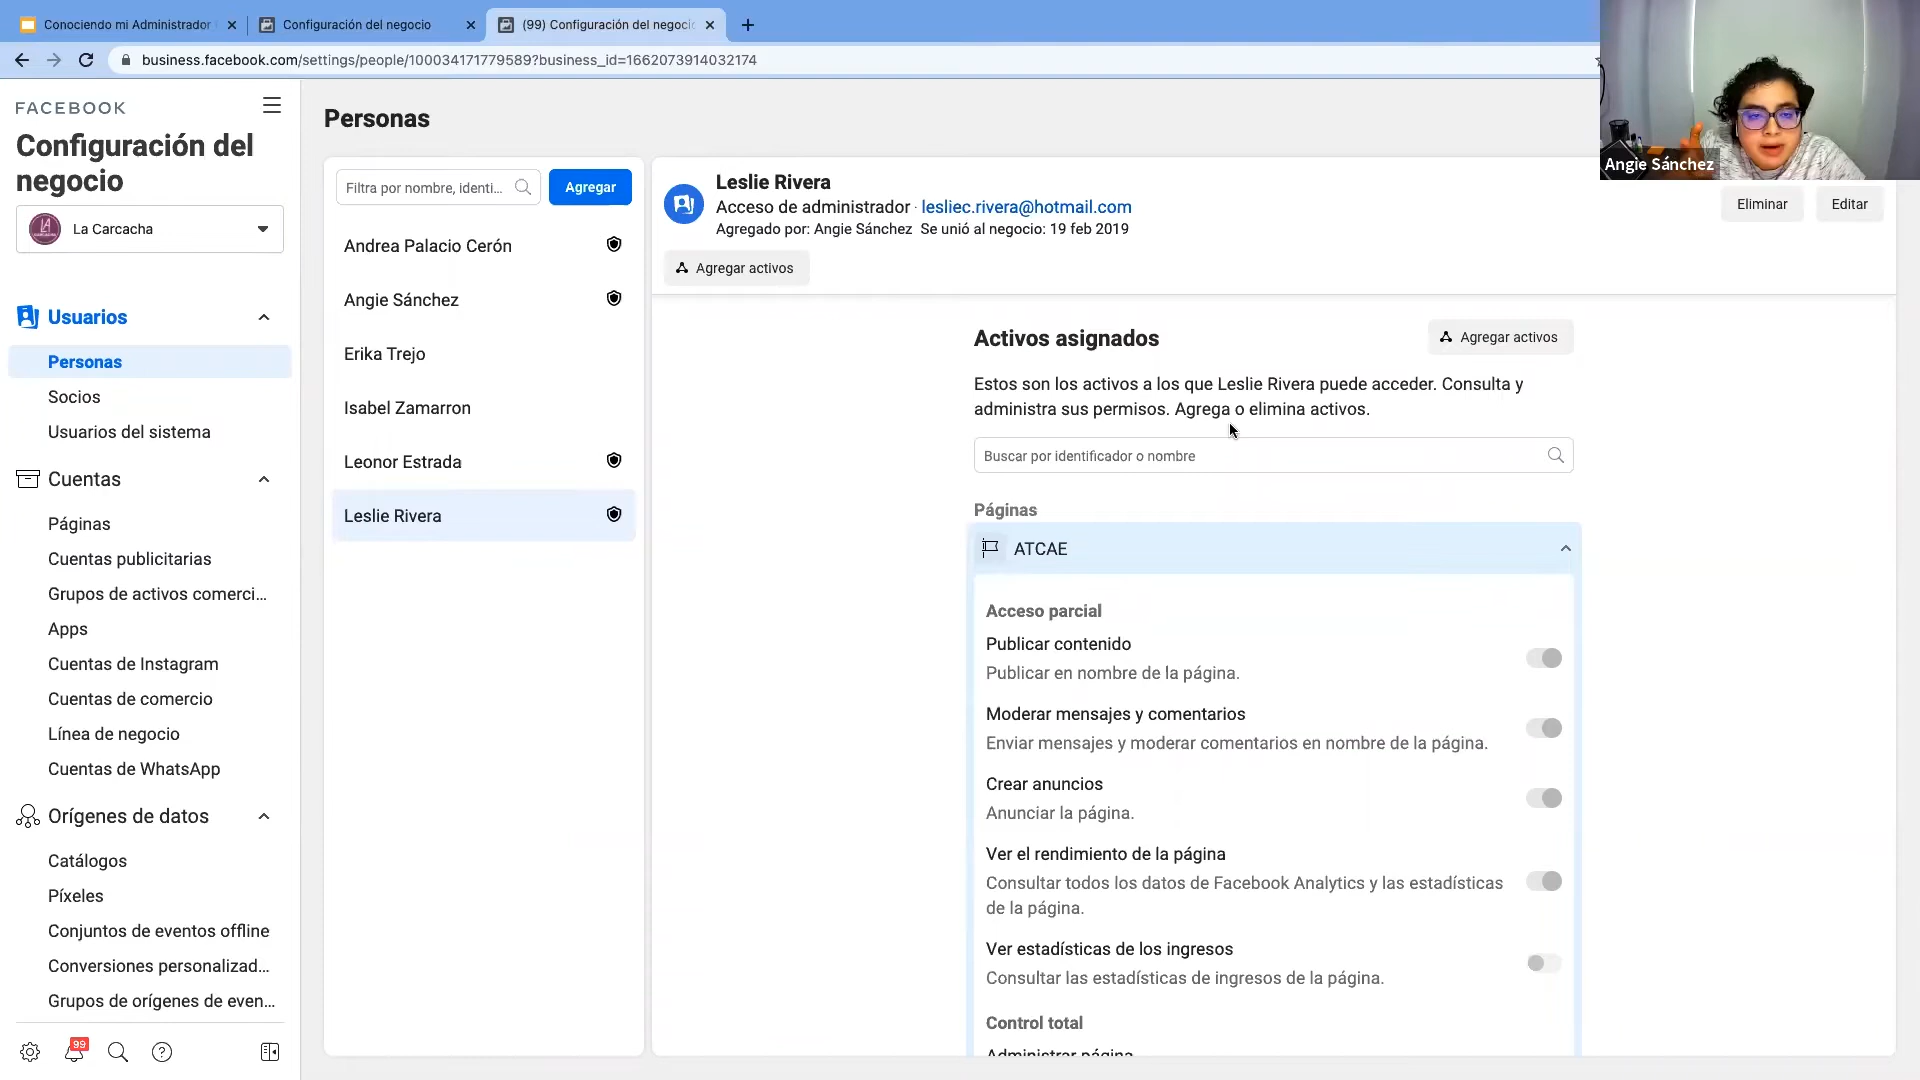 Conociendo mi Administrador
Configuración del negocio
(99) Configuración del negocio
business.facebook.com/settings/people/100034171779589?business_id=1662073914032174
FACEBOOK
Configuración del
negocio
La Carcacha
Usuarios
Personas
Socios
Usuarios del sistema
Cuentas
Páginas
Cuentas publicitarias
Grupos de activos comerci...
Apps
Cuentas de Instagram
Cuentas de comercio
Línea de negocio
Cuentas de WhatsApp
Orígenes de datos
Catálogos
Píxeles
Conjuntos de eventos offline
Conversiones personalizad...
Grupos de orígenes de even...
99
Personas
Filtra por nombre, identi...
Agregar
Andrea Palacio Cerón
Angie Sánchez
Erika Trejo
Isabel Zamarron
Leonor Estrada
Leslie Rivera
Leslie Rivera
Acceso de administrador · lesliec.rivera@hotmail.com
Agregado por: Angie Sánchez Se unió al negocio: 19 feb 2019
Agregar activos
Eliminar
Editar
Angie Sánchez
Activos asignados
Agregar activos
Estos son los activos a los que Leslie Rivera puede acceder. Consulta y
administra sus permisos. Agrega o elimina activos.
Buscar por identificador o nombre
Páginas
ATCAE
Acceso parcial
Publicar contenido
Publicar en nombre de la página.
Moderar mensajes y comentarios
Enviar mensajes y moderar comentarios en nombre de la página.
Crear anuncios
Anunciar la página.
Ver el rendimiento de la página
Consultar todos los datos de Facebook Analytics y las estadísticas
de la página.
Ver estadísticas de los ingresos
Consultar las estadísticas de ingresos de la página.
Control total
Administrar página